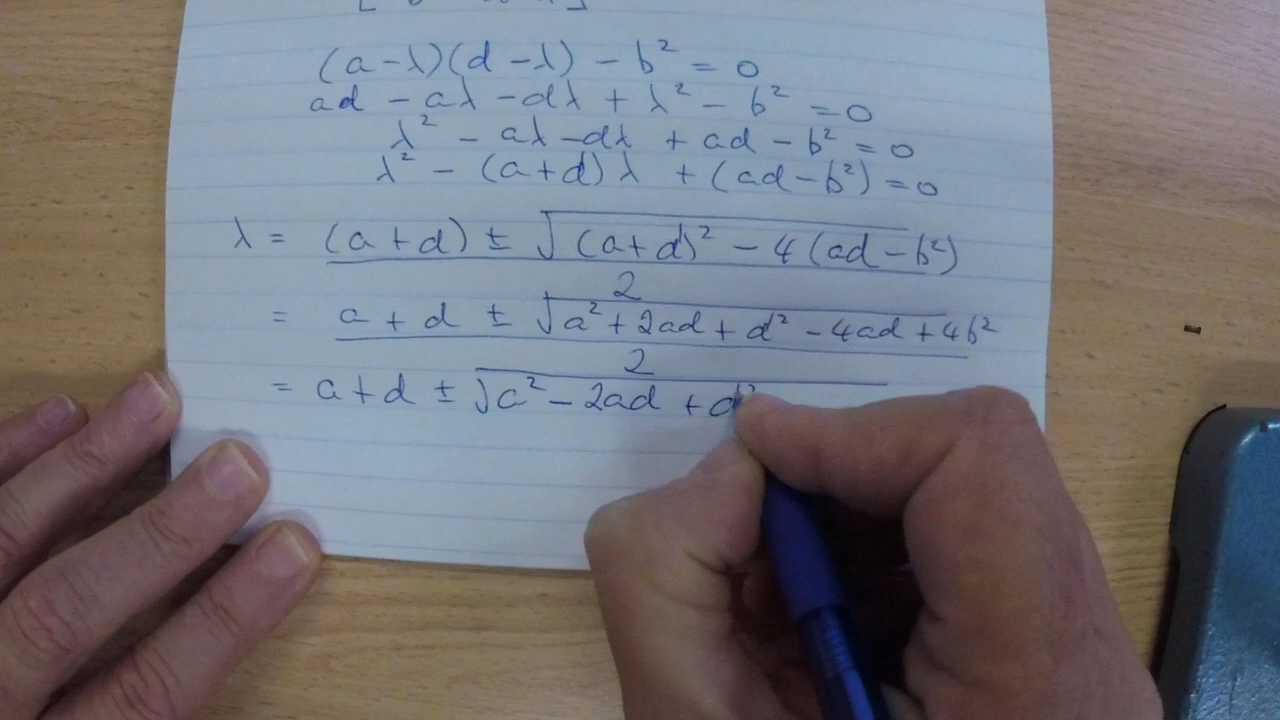 (a-λ)(d-λ) - b² = 0
ad - aλ - dλ + λ² - b² = 0
λ² - aλ - dλ + ad - b² = 0
λ² - (a+d)λ + (ad-b²) = 0
λ = (a+d) ± √(a+d)² - 4(ad-b²)
2
= a + d ± √a² + 2ad + d² - 4ad + 4b²
2
= a+d ± √a² - 2ad + d²